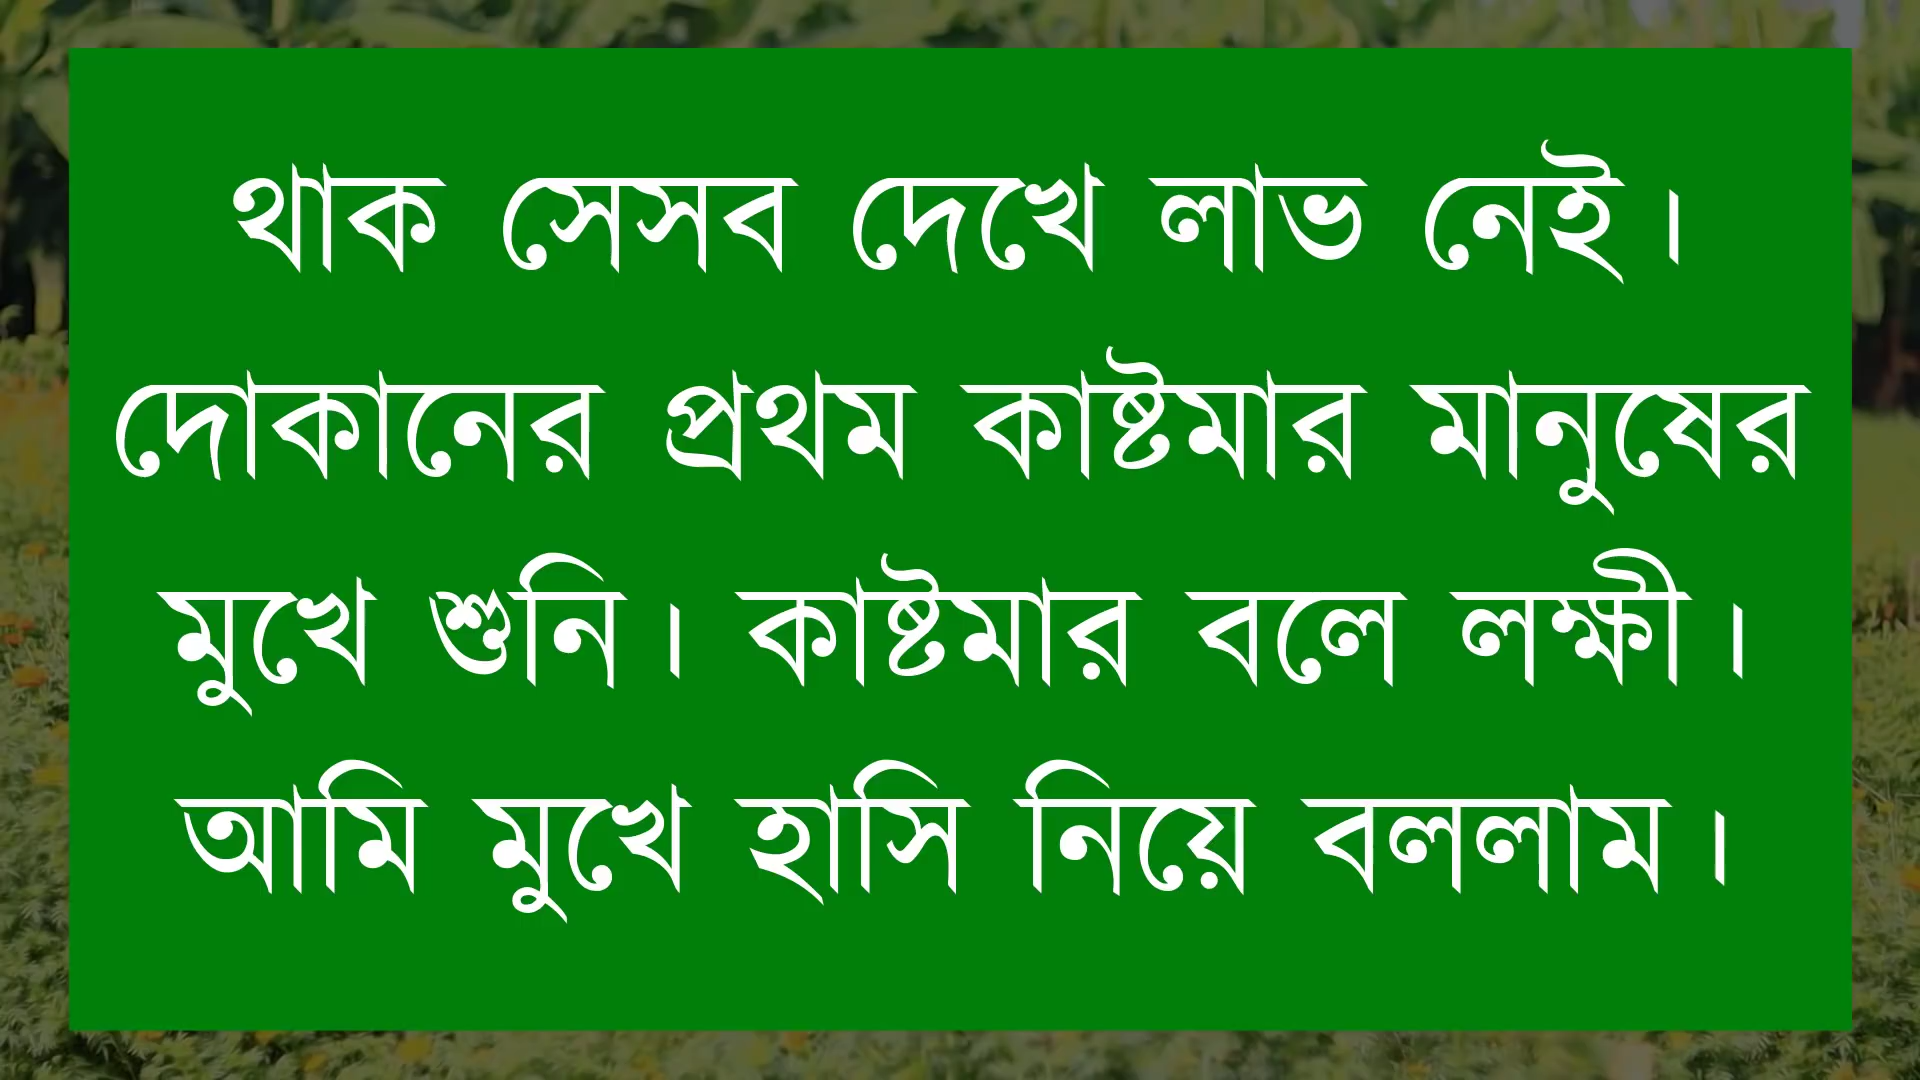 থাক সেসব দেখে লাভ নেই।
দোকানের প্রথম কাষ্টমার মানুষের
মুখে শুনি। কাষ্টমার বলে লক্ষী।
আমি মুখে হাসি নিয়ে বললাম।